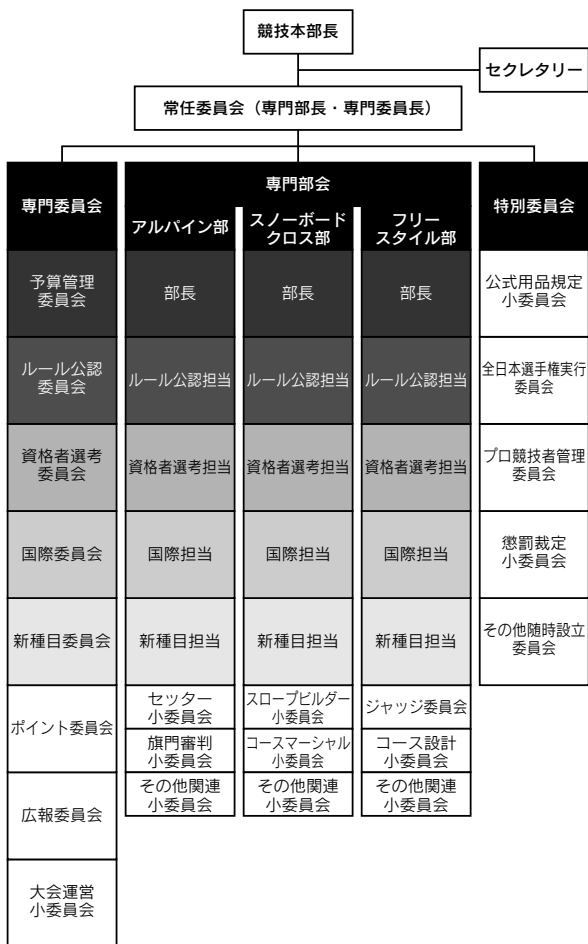 競技本部長
セクレタリー
常任委員会（専門部長・専門委員長）
専門委員会
予算管理
委員会
ルール公認
委員会
資格者選考
委員会
国際委員会
新種目委員会
ポイント委員会
広報委員会
大会運営
小委員会
専門部会
アルパイン部
部長
ルール公認担当
資格者選考担当
国際担当
新種目担当
セッター
小委員会
旗門審判
小委員会
その他関連
小委員会
スノーボード
クロス部
部長
ルール公認担当
資格者選考担当
国際担当
新種目担当
スロープビルダー
小委員会
コースマーシャル
小委員会
その他関連
小委員会
フリー
スタイル部
部長
ルール公認担当
資格者選考担当
国際担当
新種目担当
ジャッジ委員会
コース設計
小委員会
その他関連
小委員会
特別委員会
公式用品規定
小委員会
全日本選手権実行
委員会
プロ競技者管理
委員会
懲罰裁定
小委員会
その他随時設立
委員会